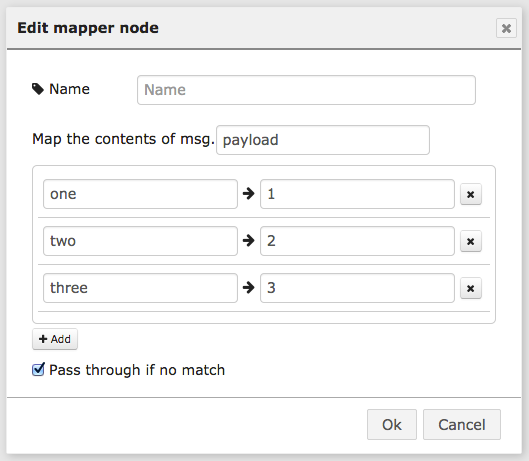 Edit mapper node
Name Name
Map the contents of msg. payload
one 1
two 2
three 3
Add
Pass through if no match
Ok Cancel